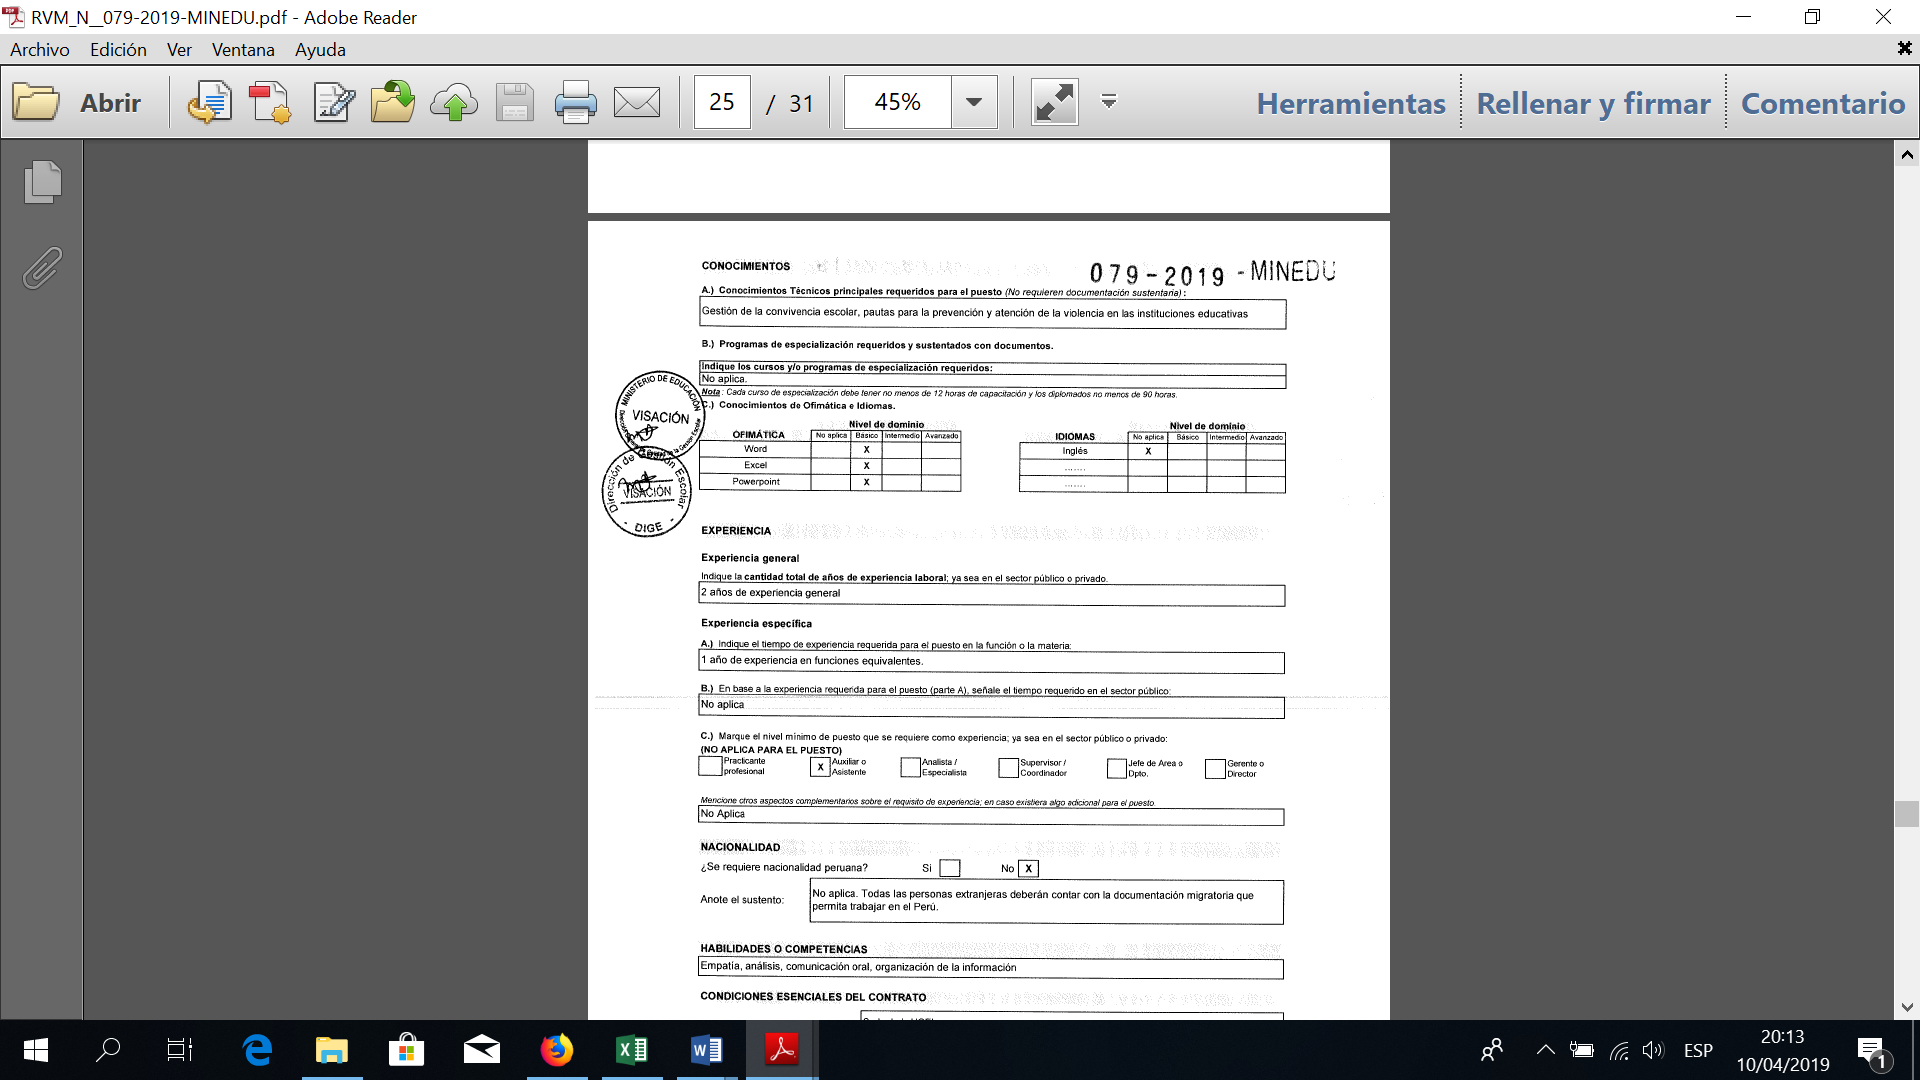 RVM_N__079-2019-MINEDU.pdf - Adobe Reader
Archivo Edición Ver Ventana Ayuda
Abrir 25 / 31 45% Herramientas Rellenar y firmar Comentario
CONOCIMIENTOS
079-2019 - MINEDU
A.) Conocimientos Técnicos principales requeridos para el puesto (No requieren documentación sustentaria) :
Gestión de la convivencia escolar, pautas para la prevención y atención de la violencia en las instituciones educativas
B.) Programas de especialización requeridos y sustentados con documentos.
Indique los cursos y/o programas de especialización requeridos:
No aplica.
Nota : Cada curso de especialización debe tener no menos de 12 horas de capacitación y los diplomados no menos de 90 horas.
C.) Conocimientos de Ofimática e Idiomas.
MINISTERIO DE EDUCACIÓN
VISACIÓN
Dirección de Gestión Escolar
VISACIÓN
- DIGE -
OFIMÁTICA Nivel de dominio
No aplica Básico Intermedio Avanzado
Word X
Excel X
Powerpoint X
IDIOMAS Nivel de dominio
No aplica Básico Intermedio Avanzado
Inglés X
.......
.......
EXPERIENCIA
Experiencia general
Indique la cantidad total de años de experiencia laboral; ya sea en el sector público o privado.
2 años de experiencia general
Experiencia específica
A.) Indique el tiempo de experiencia requerida para el puesto en la función o la materia:
1 año de experiencia en funciones equivalentes.
B.) En base a la experiencia requerida para el puesto (parte A), señale el tiempo requerido en el sector público:
No aplica
C.) Marque el nivel mínimo de puesto que se requiere como experiencia; ya sea en el sector público o privado:
(NO APLICA PARA EL PUESTO)
Practicante profesional
X Auxiliar o Asistente
Analista / Especialista
Supervisor / Coordinador
Jefe de Area o Dpto.
Gerente o Director
Mencione otros aspectos complementarios sobre el requisito de experiencia; en caso existiera algo adicional para el puesto.
No Aplica
NACIONALIDAD
¿Se requiere nacionalidad peruana? Si No X
Anote el sustento:
No aplica. Todas las personas extranjeras deberán contar con la documentación migratoria que
permita trabajar en el Perú.
HABILIDADES O COMPETENCIAS
Empatía, análisis, comunicación oral, organización de la información
CONDICIONES ESENCIALES DEL CONTRATO
ESP
20:13
10/04/2019
1